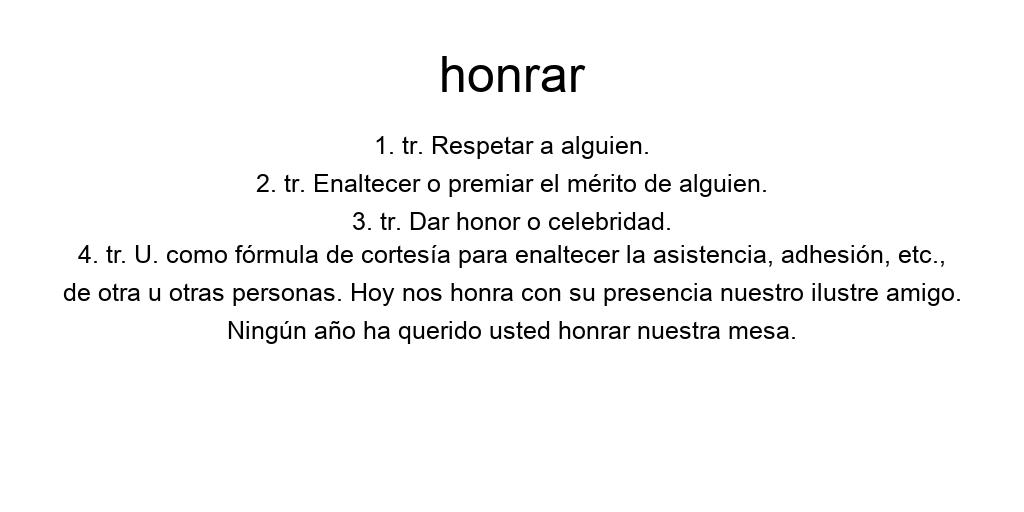 honrar
1. tr. Respetar a alguien.
2. tr. Enaltecer o premiar el mérito de alguien.
3. tr. Dar honor o celebridad.
4. tr. U. como fórmula de cortesía para enaltecer la asistencia, adhesión, etc.,
de otra u otras personas. Hoy nos honra con su presencia nuestro ilustre amigo.
Ningún año ha querido usted honrar nuestra mesa.